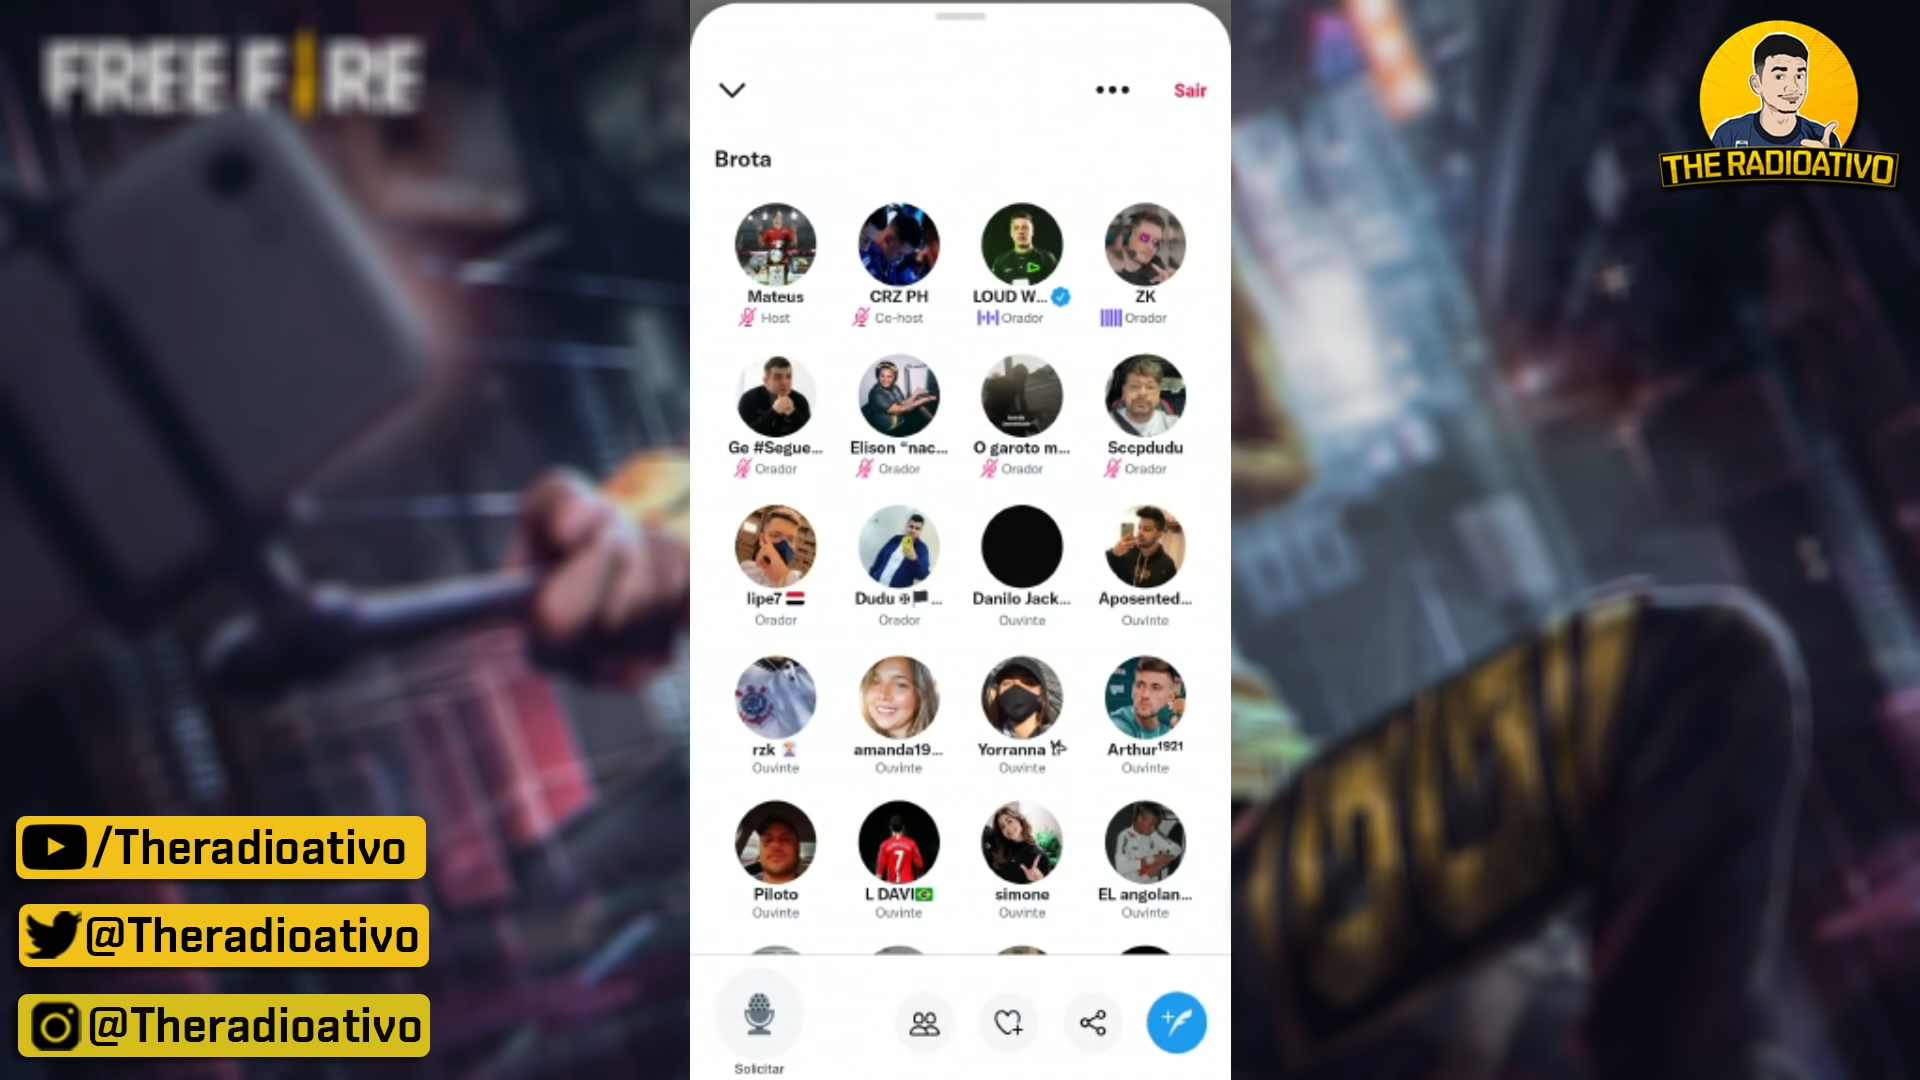 FREE FIRE
THE RADIOATIVO
Sair
Brota
Mateus
CRZ PH
LOUD W...
ZK
Host
Co-host
Orador
Orador
Ge #Segue...
Elison “nac...
O garoto m...
Sccpdudu
Orador
Orador
Orador
Orador
lipe7
Dudu ...
Danilo Jack...
Aposented...
Orador
Orador
Ouvinte
Ouvinte
rzk
amanda19...
Yorranna
Arthur¹⁹²¹
Ouvinte
Ouvinte
Ouvinte
Ouvinte
7
Piloto
L DAVI
simone
EL angolan...
Ouvinte
Ouvinte
Ouvinte
Ouvinte
Solicitar
/Theradioativo
@Theradioativo
@Theradioativo